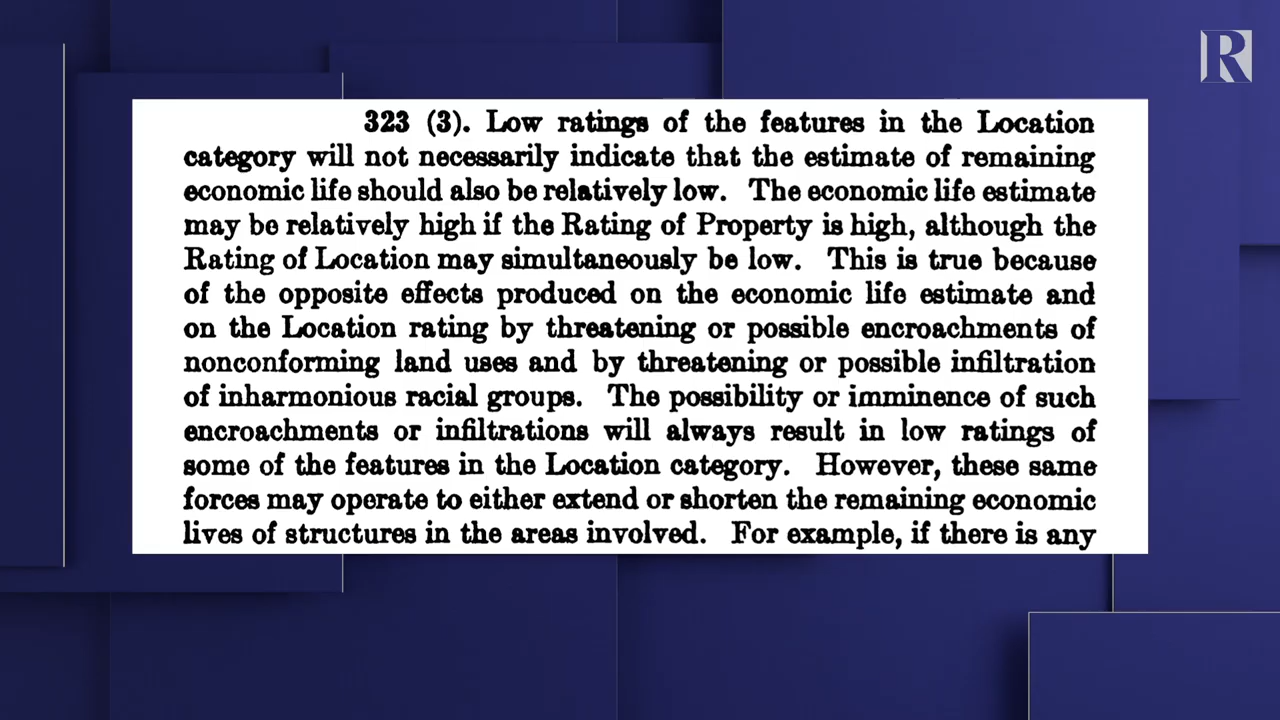 R
323 (3). Low ratings of the features in the Location
category will not necessarily indicate that the estimate of remaining
economic life should also be relatively low. The economic life estimate
may be relatively high if the Rating of Property is high, although the
Rating of Location may simultaneously be low. This is true because
of the opposite effects produced on the economic life estimate and
on the Location rating by threatening or possible encroachments of
nonconforming land uses and by threatening or possible infiltration
of inharmonious racial groups. The possibility or imminence of such
encroachments or infiltrations will always result in low ratings of
some of the features in the Location category. However, these same
forces may operate to either extend or shorten the remaining economic
lives of structures in the areas involved. For example, if there is any